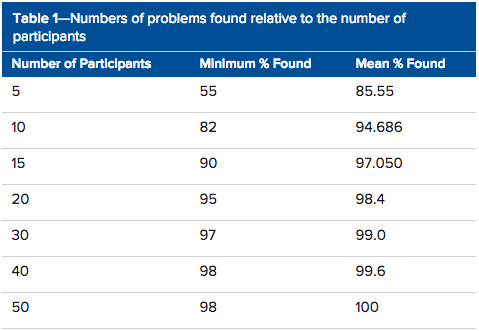 Table 1—Numbers of problems found relative to the number of
participants
Number of Participants Minimum % Found Mean % Found
5 55 85.55
10 82 94.686
15 90 97.050
20 95 98.4
30 97 99.0
40 98 99.6
50 98 100